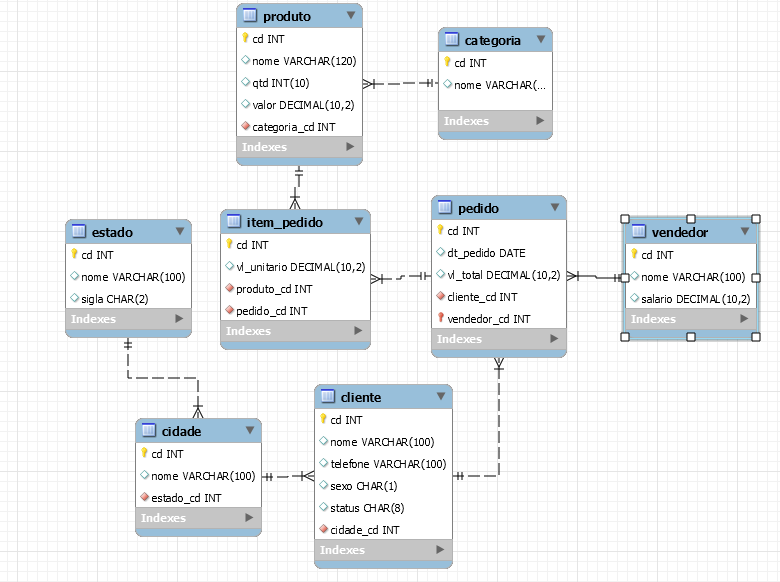 produto
cd INT
nome VARCHAR(120)
qtd INT(10)
valor DECIMAL(10,2)
categoria_cd INT
Indexes
categoria
cd INT
nome VARCHAR(...
Indexes
estado
cd INT
nome VARCHAR(100)
sigla CHAR(2)
Indexes
item_pedido
cd INT
vl_unitario DECIMAL(10,2)
produto_cd INT
pedido_cd INT
Indexes
pedido
cd INT
dt_pedido DATE
vl_total DECIMAL(10,2)
cliente_cd INT
vendedor_cd INT
Indexes
vendedor
cd INT
nome VARCHAR(100)
salario DECIMAL(10,2)
Indexes
cidade
cd INT
nome VARCHAR(100)
estado_cd INT
Indexes
cliente
cd INT
nome VARCHAR(100)
telefone VARCHAR(100)
sexo CHAR(1)
status CHAR(8)
cidade_cd INT
Indexes